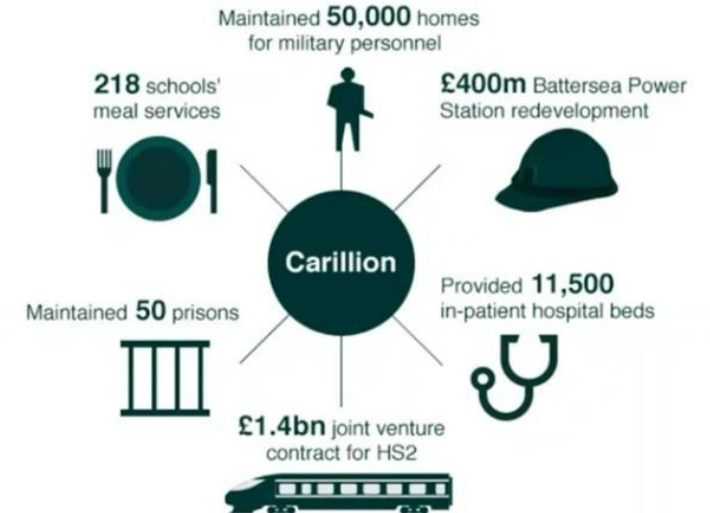 Maintained 50,000 homes
for military personnel
218 schools'
meal services
£400m Battersea Power
Station redevelopment
Carillion
Maintained 50 prisons
Provided 11,500
in-patient hospital beds
£1.4bn joint venture
contract for HS2